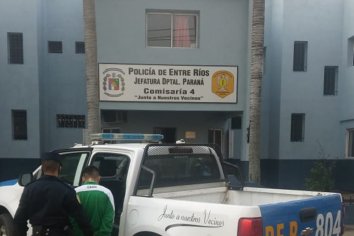 POLICÍA DE ENTRE RÍOS
JEFATURA DPTAL. PARANÁ
Comisaría 4
"Junto a Nuestros Vecinos"
Junto a nuestros Vecinos
P.E.R. 804